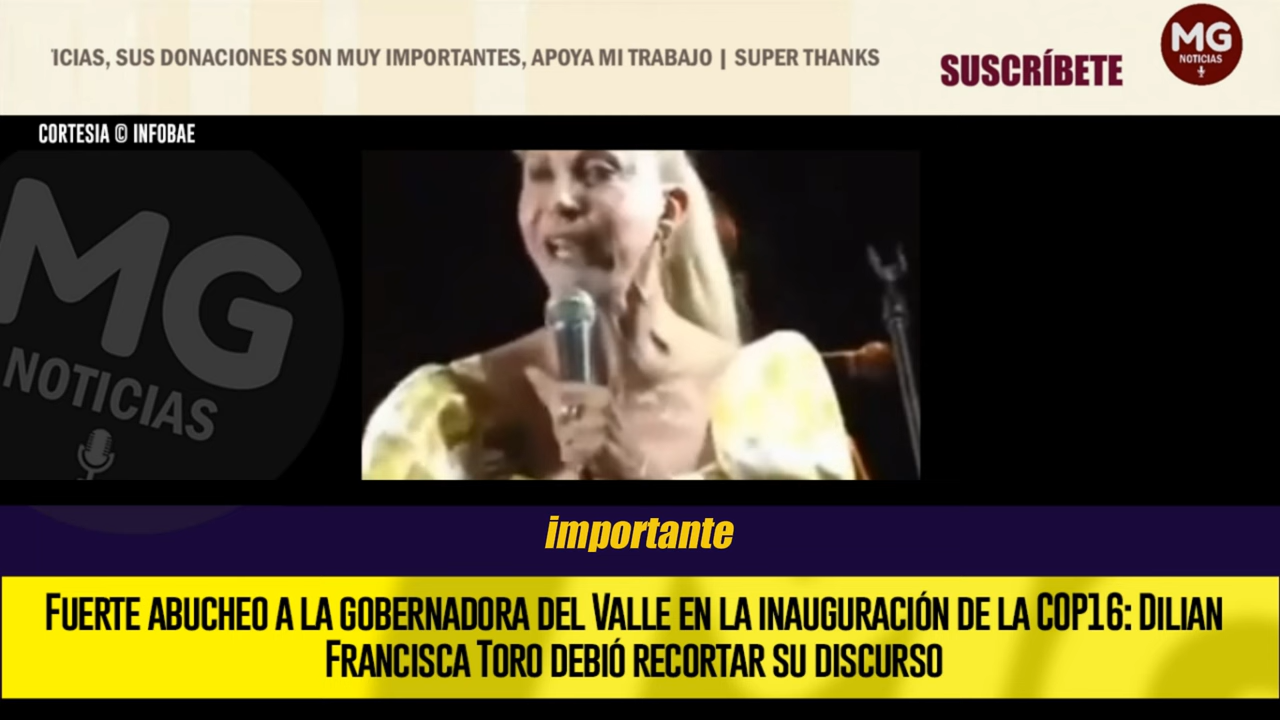 ICIAS, SUS DONACIONES SON MUY IMPORTANTES, APOYA MI TRABAJO | SUPER THANKS
SUSCRÍBETE
MG
NOTICIAS
CORTESIA © INFOBAE
MG
NOTICIAS
importante
FUERTE ABUCHEO A LA GOBERNADORA DEL VALLE EN LA INAUGURACIÓN DE LA COP16: DILIAN
FRANCISCA TORO DEBIÓ RECORTAR SU DISCURSO